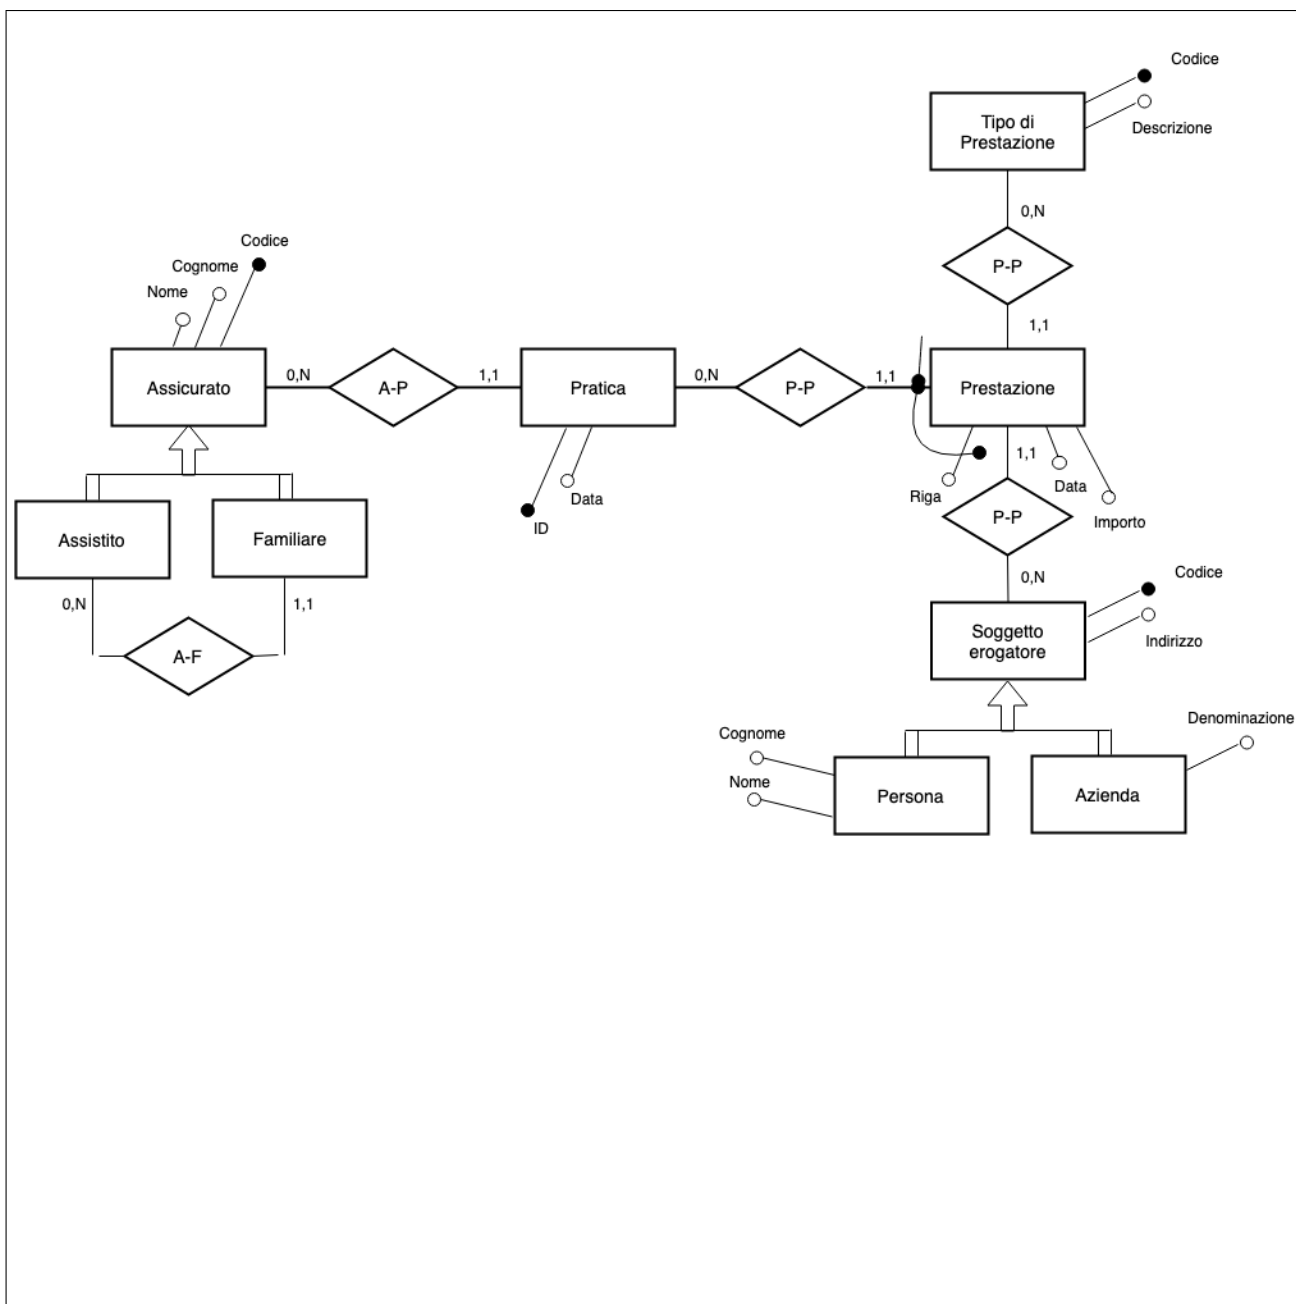 Codice
Tipo di
Prestazione
Descrizione
0,N
P-P
1,1
Codice
Cognome
Nome
Assicurato
0,N
A-P
1,1
Pratica
0,N
P-P
1,1
Prestazione
ID
Data
Riga
1,1
Data
Importo
P-P
0,N
Assistito
Familiare
0,N
1,1
A-F
Codice
Soggetto
erogatore
Indirizzo
Cognome
Nome
Persona
Azienda
Denominazione